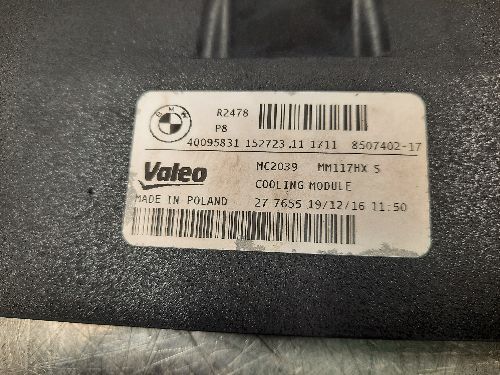 BMW
R2478
P8
40095831 152723.11 1/11 8507402-17
Valeo
MC2039 MM117HX S
COOLING MODULE
MADE IN POLAND 27 7655 19/12/16 11:50